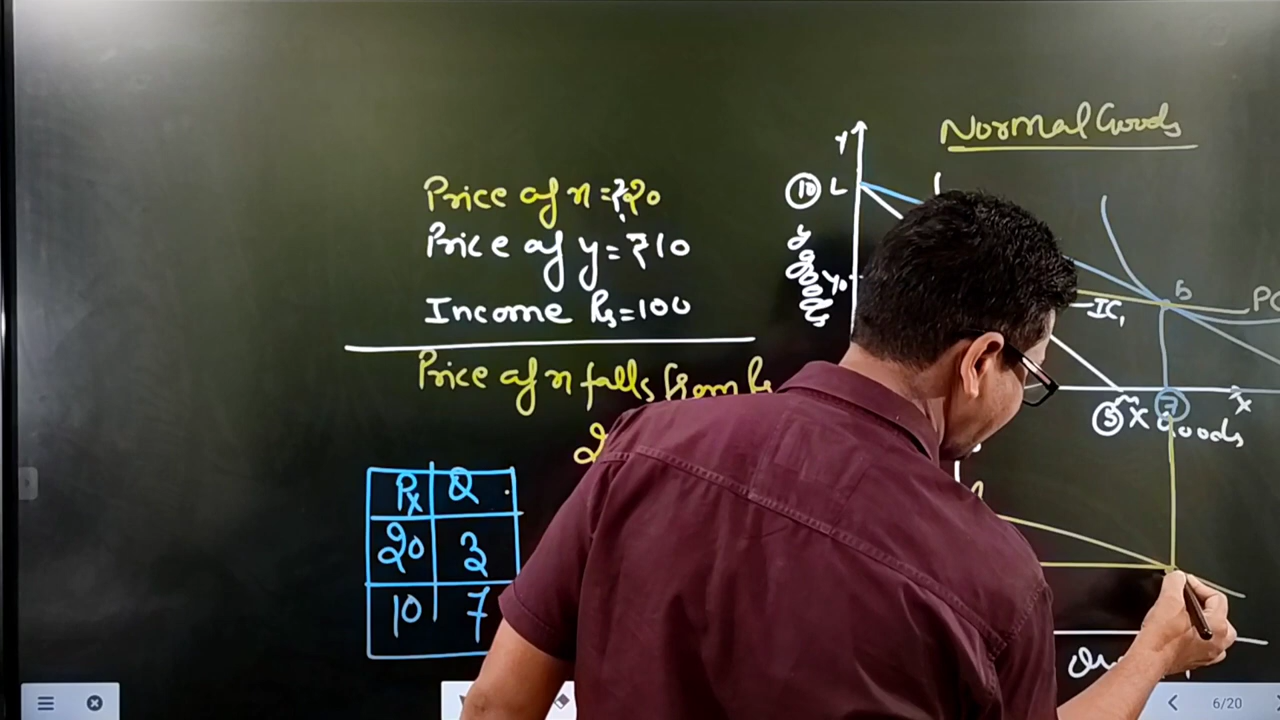 Normal Goods
Y
Price of x = ₹20
10 L
Price of y = ₹10
Y₀
b
PC
IC₁
Income Rs = 100
Price of x falls from Rs
X
7
5 X Goods
Px Q
20 3
10 7
6/20